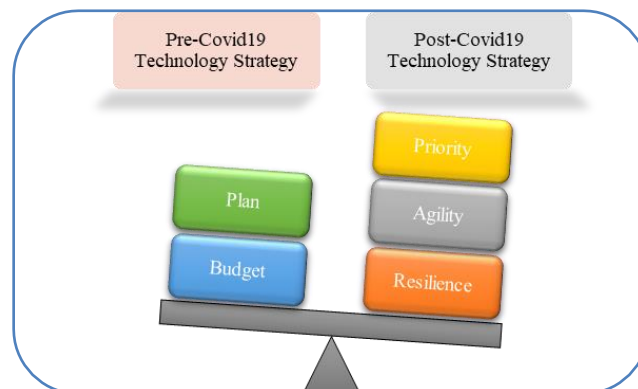 Pre-Covid19
Technology Strategy
Post-Covid19
Technology Strategy
Priority
Plan
Agility
Budget
Resilience